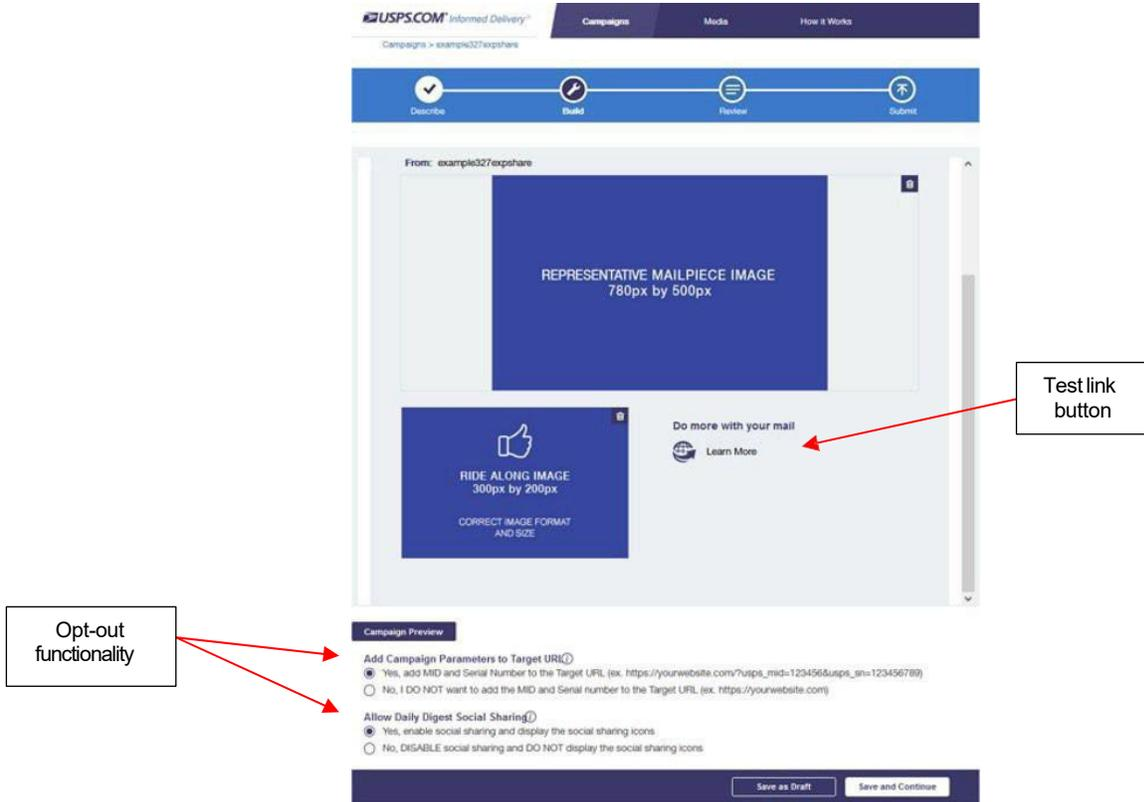 USPS.COM® Informed Delivery®
Campaigns
Media
How it Works
Campaigns > example327expshare
Describe
Build
Review
Submit
From: example327expshare
REPRESENTATIVE MAILPIECE IMAGE
780px by 500px
Test link
button
RIDE ALONG IMAGE
300px by 200px
CORRECT IMAGE FORMAT
AND SIZE
Do more with your mail
Learn More
Opt-out
functionality
Campaign Preview
Add Campaign Parameters to Target URL
Yes, add MID and Serial Number to the Target URL (ex. https://yourwebsite.com/?usps_mid=123456&usps_sn=123456789)
No, I DO NOT want to add the MID and Serial number to the Target URL (ex. https://yourwebsite.com)
Allow Daily Digest Social Sharing
Yes, enable social sharing and display the social sharing icons
No, DISABLE social sharing and DO NOT display the social sharing icons
Save as Draft
Save and Continue